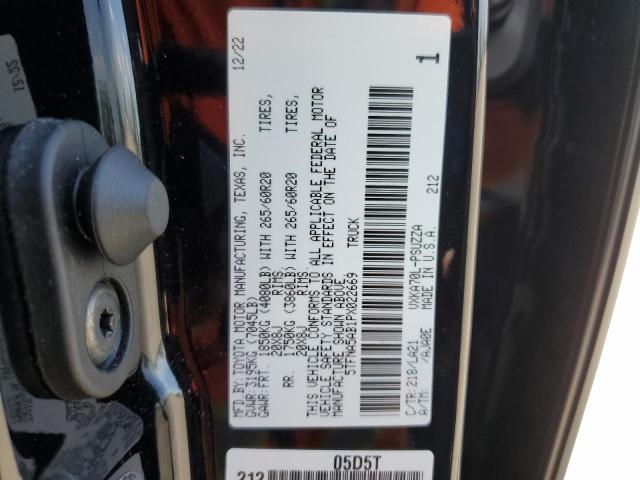 MFD.BY: TOYOTA MOTOR MANUFACTURING, TEXAS, INC. 12/22
GVWR: 3195KG (7045LB)
GAWR: FRT. 1850KG (4080LB) WITH 265/60R20 TIRES,
20X8J RIMS,
RR. 1750KG (3860LB) WITH 265/60R20 TIRES,
20X8J RIMS,
THIS VEHICLE CONFORMS TO ALL APPLICABLE FEDERAL MOTOR
VEHICLE SAFETY STANDARDS IN EFFECT ON THE DATE OF
MANUFACTURE SHOWN ABOVE.
5TFNA5AB1PX022669 TRUCK 1
212
C/TR: 218/LA21 VXKA70L-PSUZZA
A/TM: /AJA0E MADE IN U.S.A.
05D5T
212